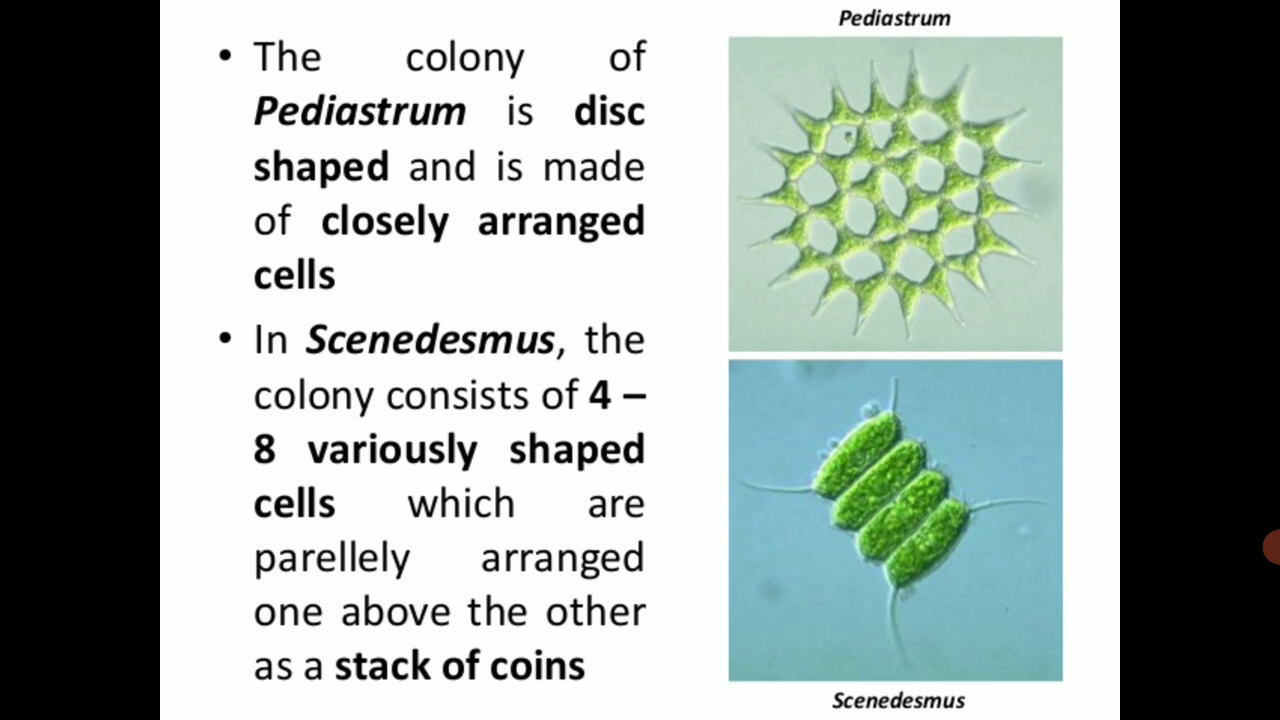 Pediastrum
• The colony of
Pediastrum is disc
shaped and is made
of closely arranged
cells
• In Scenedesmus, the
colony consists of 4 –
8 variously shaped
cells which are
parellely arranged
one above the other
as a stack of coins
Scenedesmus